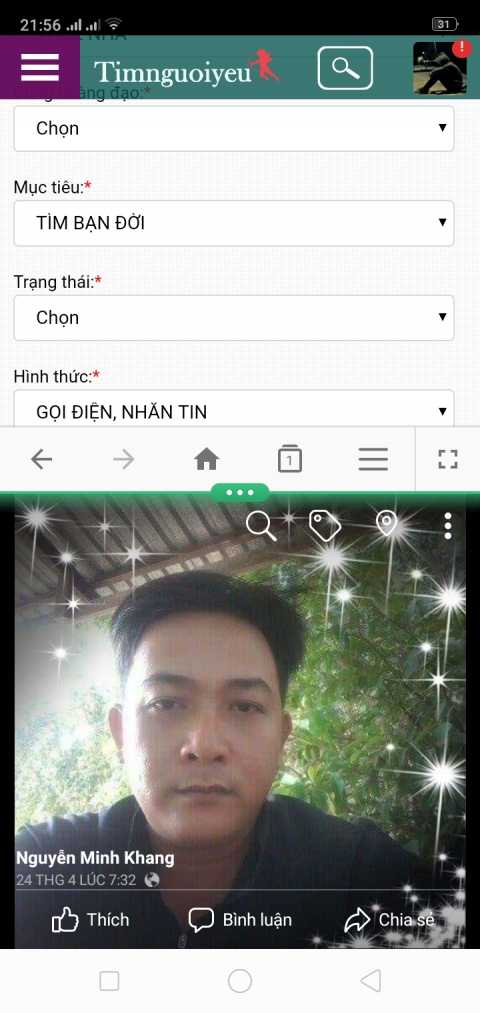 21:56
31
Timnguoiyeu
!
àng đạo:*
Chọn
Mục tiêu:*
TÌM BẠN ĐỜI
Trạng thái:*
Chọn
Hình thức:*
GỌI ĐIỆN, NHẮN TIN
1
Nguyễn Minh Khang
24 THG 4 LÚC 7:32
Thích
Bình luận
Chia sẻ